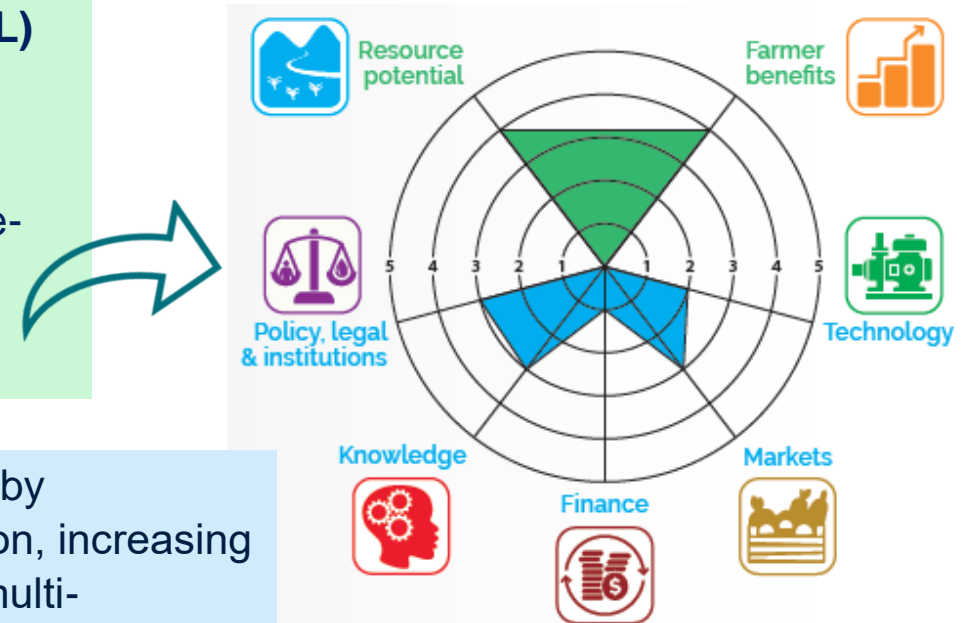 L)
e-
by
on, increasing
multi-
Resource
potential
Farmer
benefits
5 4 3 2 1 1 2 3 4 5
Policy, legal
& institutions
Technology
Knowledge
Markets
Finance
$